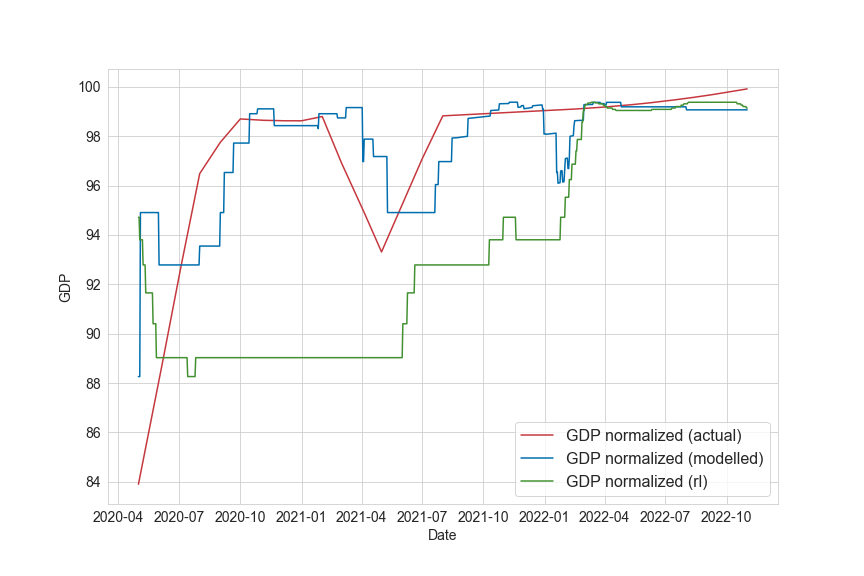 100
98
96
94
92
90
88
86
84
GDP
GDP normalized (actual)
GDP normalized (modelled)
GDP normalized (rl)
2020-04 2020-07 2020-10 2021-01 2021-04 2021-07 2021-10 2022-01 2022-04 2022-07 2022-10
Date